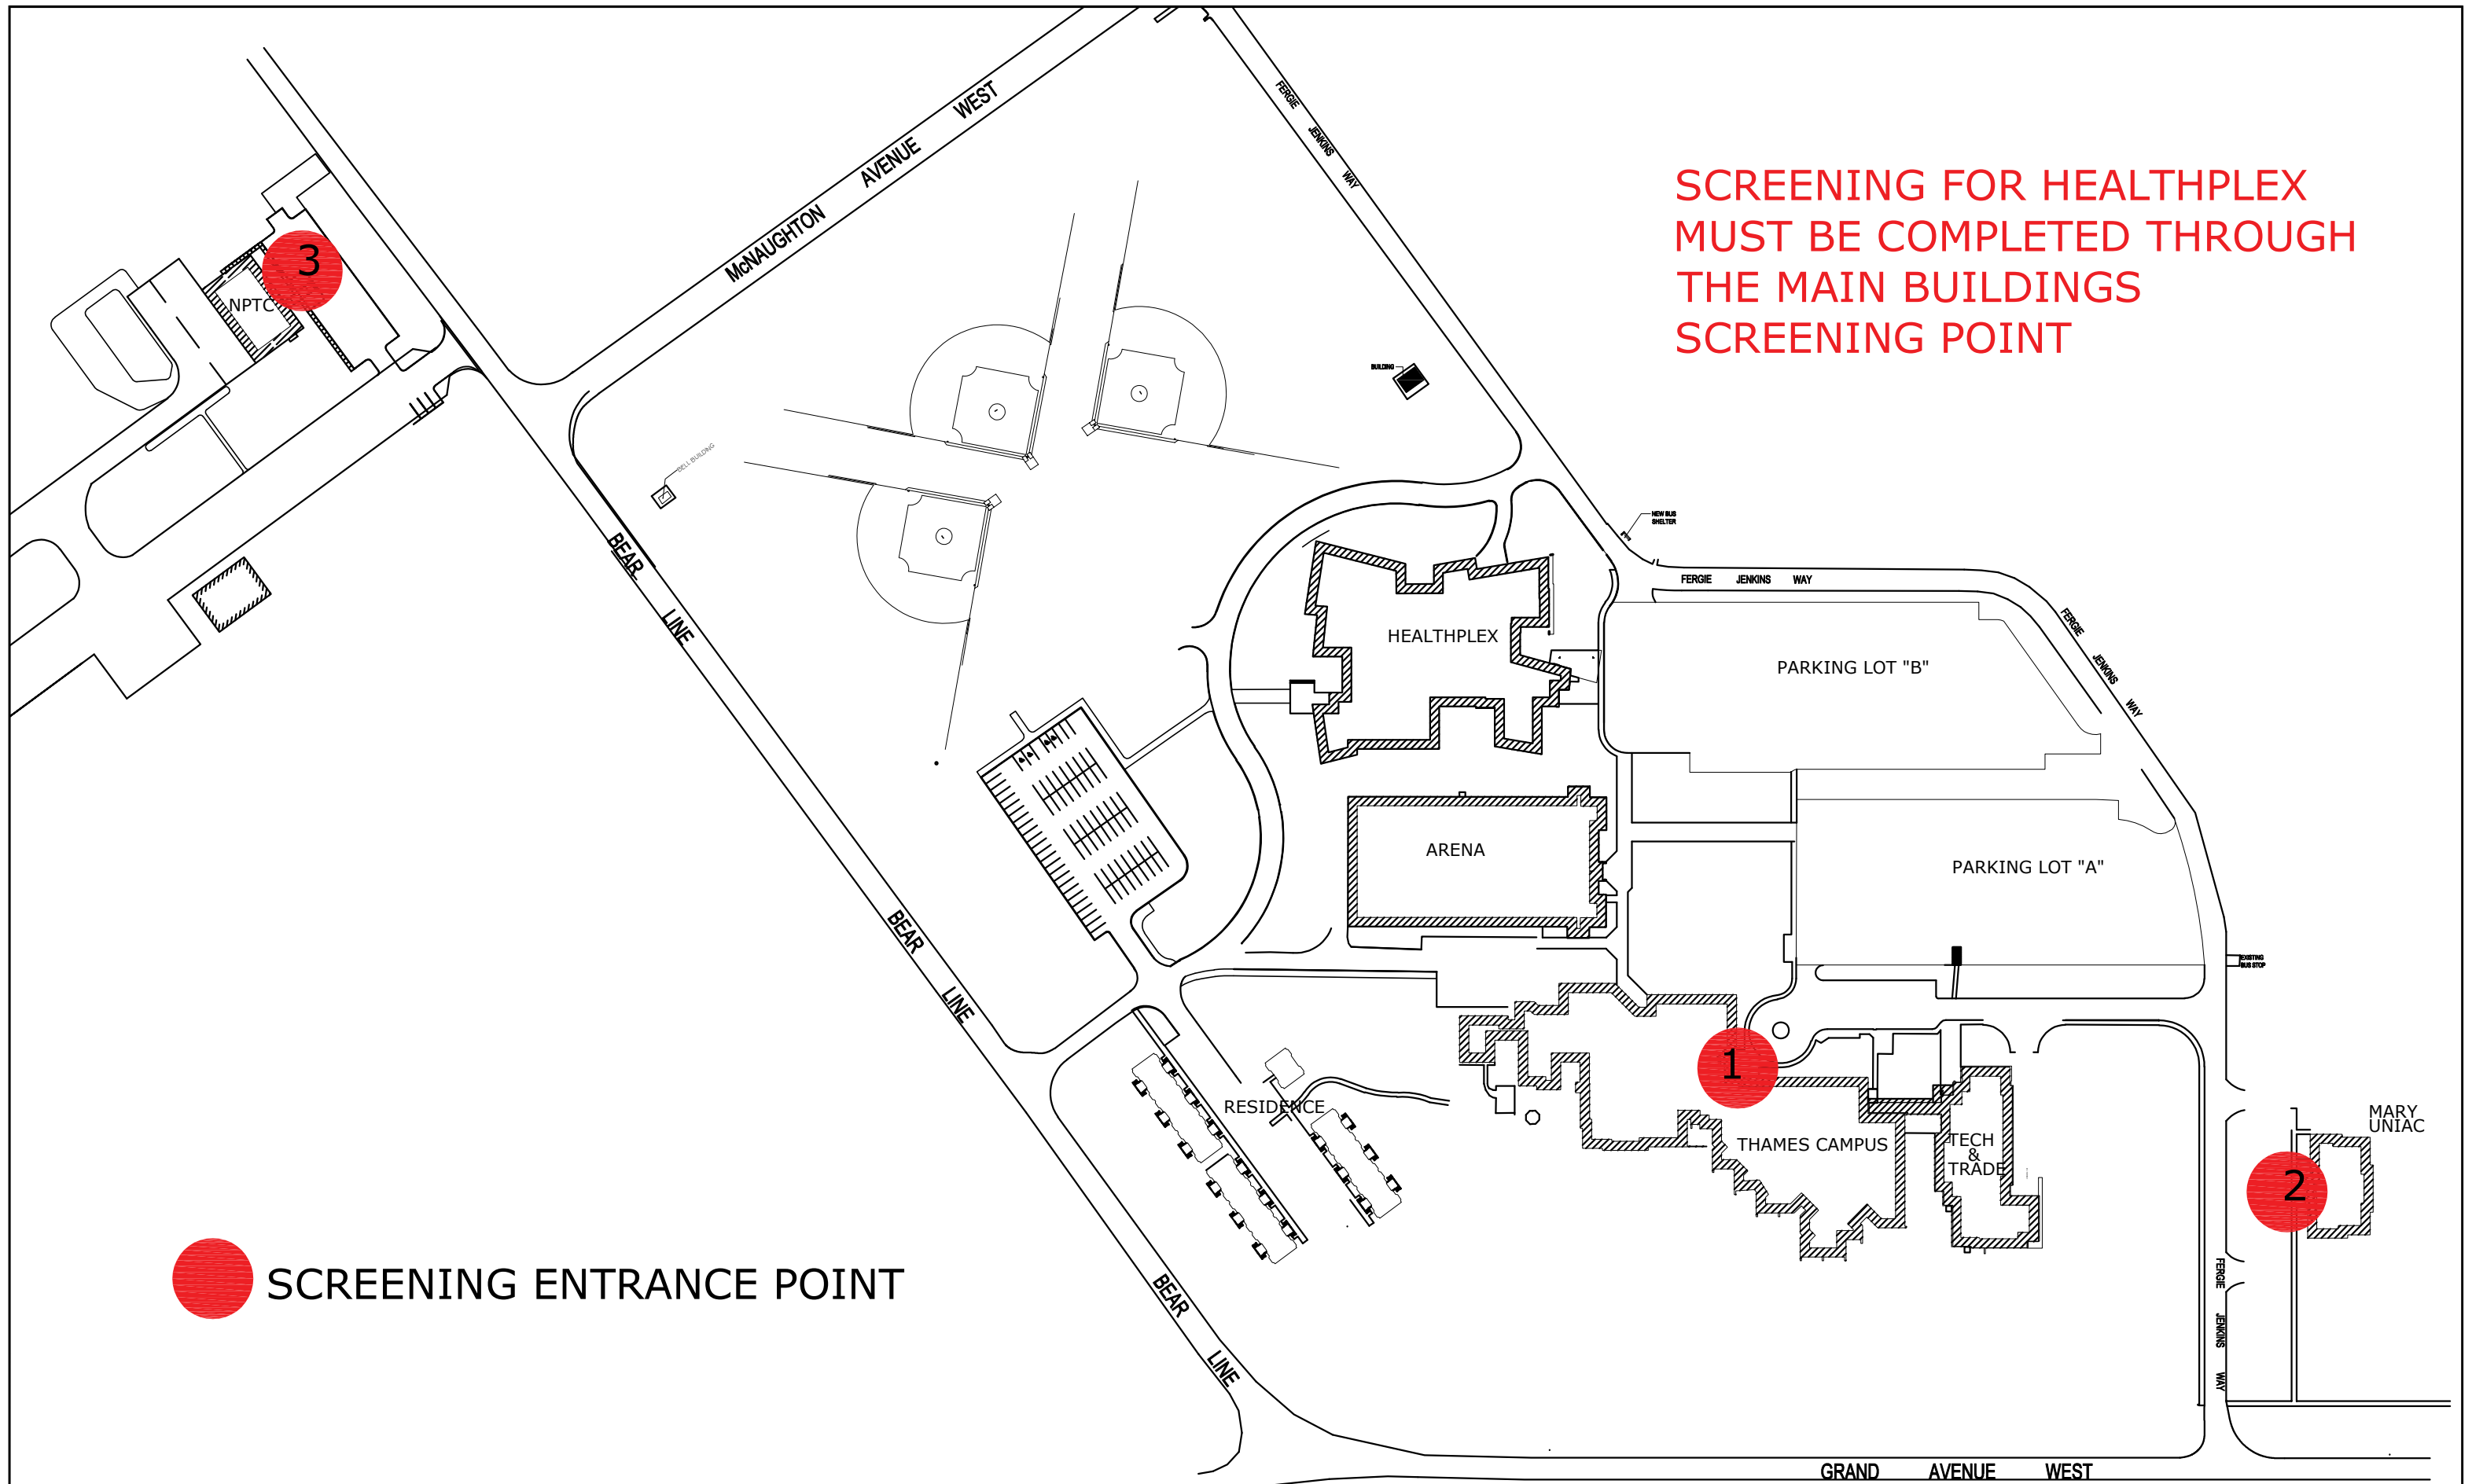 McNAUGHTON AVENUE WEST
FERGIE JENKINS WAY
SCREENING FOR HEALTHPLEX
MUST BE COMPLETED THROUGH
THE MAIN BUILDINGS
SCREENING POINT
3
NPTC
BUILDING
BELL BUILDING
NEW BUS
SHELTER
BEAR LINE
FERGIE JENKINS WAY
FERGIE JENKINS WAY
HEALTHPLEX
PARKING LOT "B"
ARENA
PARKING LOT "A"
BEAR LINE
EXISTING
BUS STOP
1
RESIDENCE
THAMES CAMPUS
TECH
&
TRADE
MARY
UNIAC
2
SCREENING ENTRANCE POINT
BEAR LINE
FERGIE JENKINS WAY
GRAND AVENUE WEST